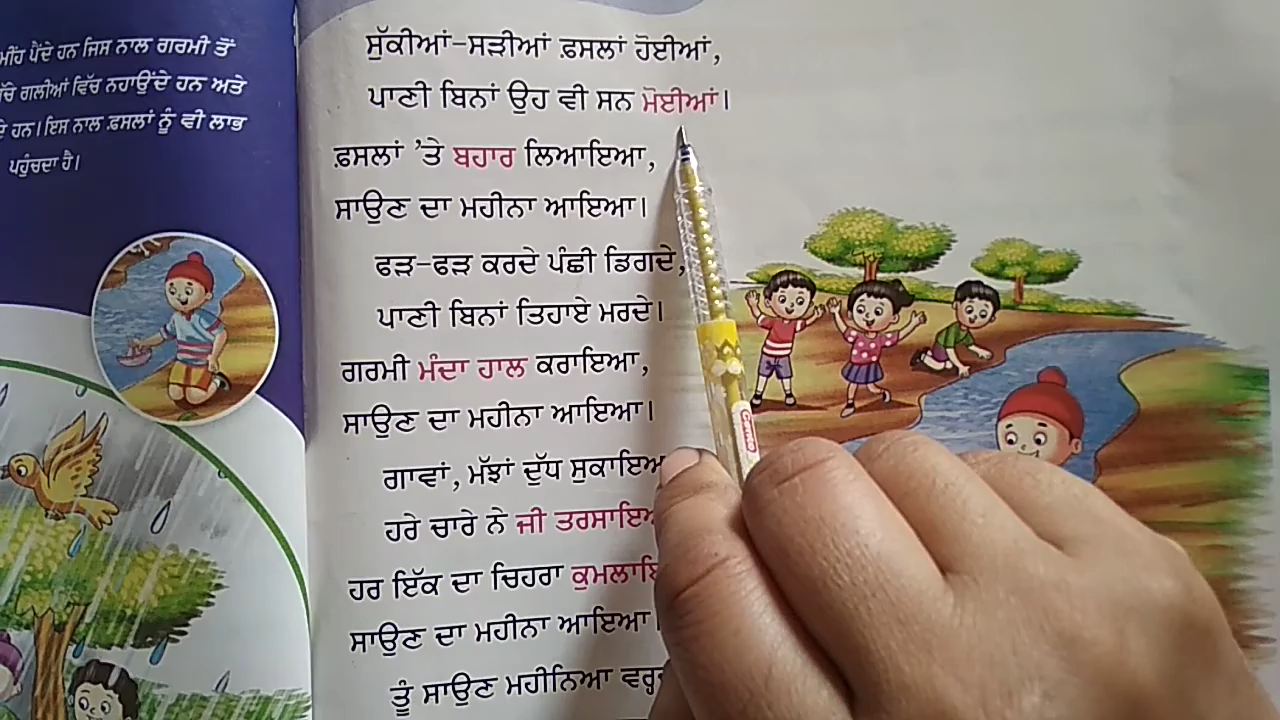 ਮੀਂਹ ਪੈਂਦੇ ਹਨ ਜਿਸ ਨਾਲ ਗਰਮੀ ਤੋਂ
ਗਲੀਆਂ ਵਿੱਚ ਨਹਾਉਂਦੇ ਹਨ ਅਤੇ
ਹਨ। ਇਸ ਨਾਲ ਫ਼ਸਲਾਂ ਨੂੰ ਵੀ ਲਾਭ
ਪਹੁੰਚਦਾ ਹੈ।
ਸੁੱਕੀਆਂ-ਸੜੀਆਂ ਫ਼ਸਲਾਂ ਹੋਈਆਂ,
ਪਾਣੀ ਬਿਨਾਂ ਉਹ ਵੀ ਸਨ ਮੋਈਆਂ।
ਫ਼ਸਲਾਂ ’ਤੇ ਬਹਾਰ ਲਿਆਇਆ,
ਸਾਉਣ ਦਾ ਮਹੀਨਾ ਆਇਆ।
ਫੜ-ਫੜ ਕਰਦੇ ਪੰਛੀ ਡਿਗਦੇ,
ਪਾਣੀ ਬਿਨਾਂ ਤਿਹਾਏ ਮਰਦੇ।
ਗਰਮੀ ਮੰਦਾ ਹਾਲ ਕਰਾਇਆ,
ਸਾਉਣ ਦਾ ਮਹੀਨਾ ਆਇਆ।
ਗਾਵਾਂ, ਮੱਝਾਂ ਦੁੱਧ ਸੁਕਾਇਆ
ਹਰੇ ਚਾਰੇ ਨੇ ਜੀ ਤਰਸਾਇਆ
ਹਰ ਇੱਕ ਦਾ ਚਿਹਰਾ
ਸਾਉਣ ਦਾ ਮਹੀਨਾ ਆਇਆ।
ਤੂੰ ਸਾਉਣ ਮਹੀਨਿਆ
Cello